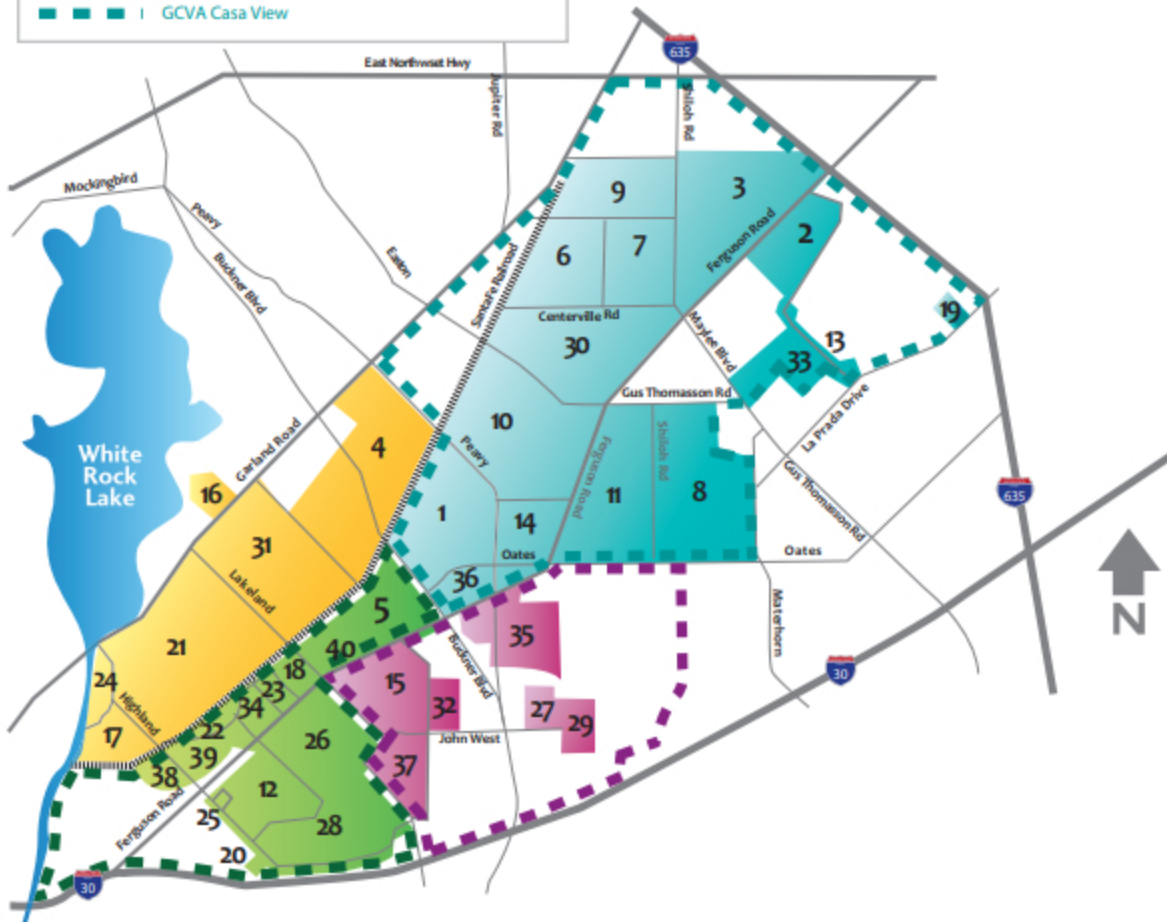 GCVA Casa View
635
East Northwset Hwy
Jupiter Rd
Shiloh Rd
Mockingbird
9
3
Peavy
Ferguson Road
2
6
7
Easton
Buckner Blvd
SantaFe Railroad
Centerville Rd
19
Maylee Blvd
13
30
33
Gus Thomasson Rd
La Prada Drive
10
Garland Road
4
Peavy
Ferguson Road
Shiloh Rd
White
Rock
Lake
16
11
8
Gus Thomasson Rd
635
1
14
31
Oates
Oates
Lakeland
36
5
Materhorn
N
35
21
40
Buckner Blvd
18
15
30
24
23
32
27
Highland
34
29
17
22
26
John West
39
37
38
12
Ferguson Road
25
28
20
30